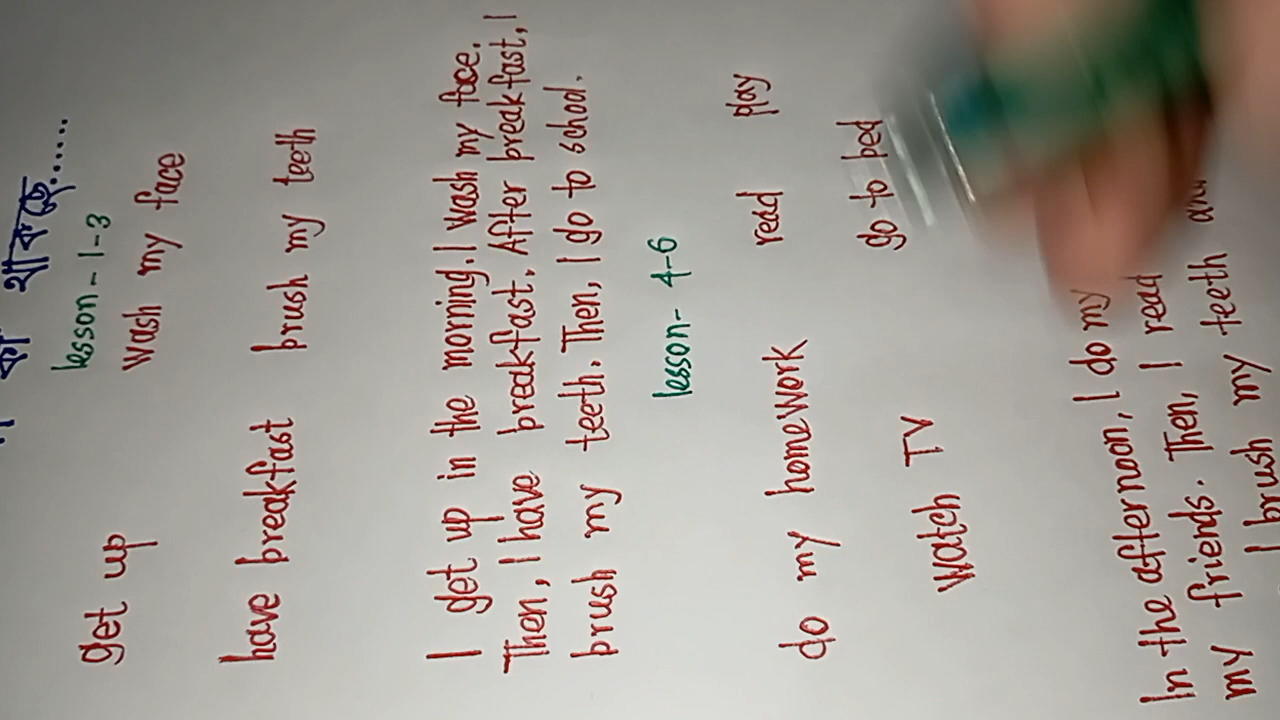 থাকছে......
lesson - 1-3
get up wash my face
have breakfast brush my teeth
I get up in the morning. I wash my face.
Then, I have breakfast. After breakfast, I
brush my teeth. Then, I go to school.
lesson - 4-6
do my homework read play
watch TV go to bed
In the afternoon, I do my
my friends. Then, I read
I brush my teeth